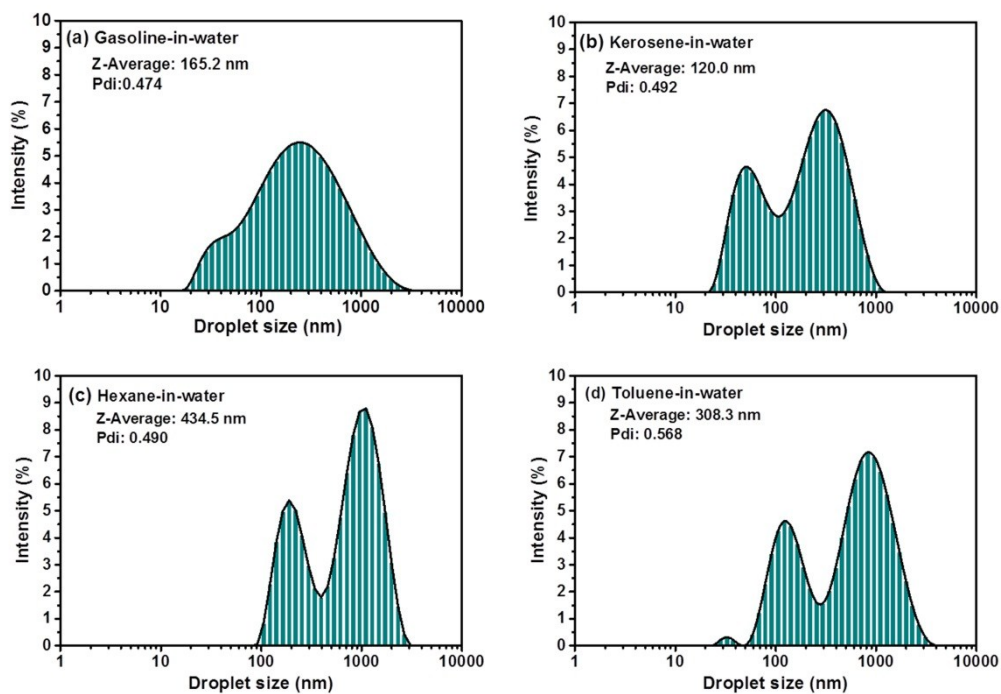 (a) Gasoline-in-water
Z-Average: 165.2 nm
Pdi:0.474
Intensity (%)
10
9
8
7
6
5
4
3
2
1
0
1 10 100 1000 10000
Droplet size (nm)
(b) Kerosene-in-water
Z-Average: 120.0 nm
Pdi: 0.492
Intensity (%)
10
9
8
7
6
5
4
3
2
1
0
1 10 100 1000 10000
Droplet size (nm)
(c) Hexane-in-water
Z-Average: 434.5 nm
Pdi: 0.490
Intensity (%)
10
9
8
7
6
5
4
3
2
1
0
1 10 100 1000 10000
Droplet size (nm)
(d) Toluene-in-water
Z-Average: 308.3 nm
Pdi: 0.568
Intensity (%)
10
9
8
7
6
5
4
3
2
1
0
1 10 100 1000 10000
Droplet size (nm)